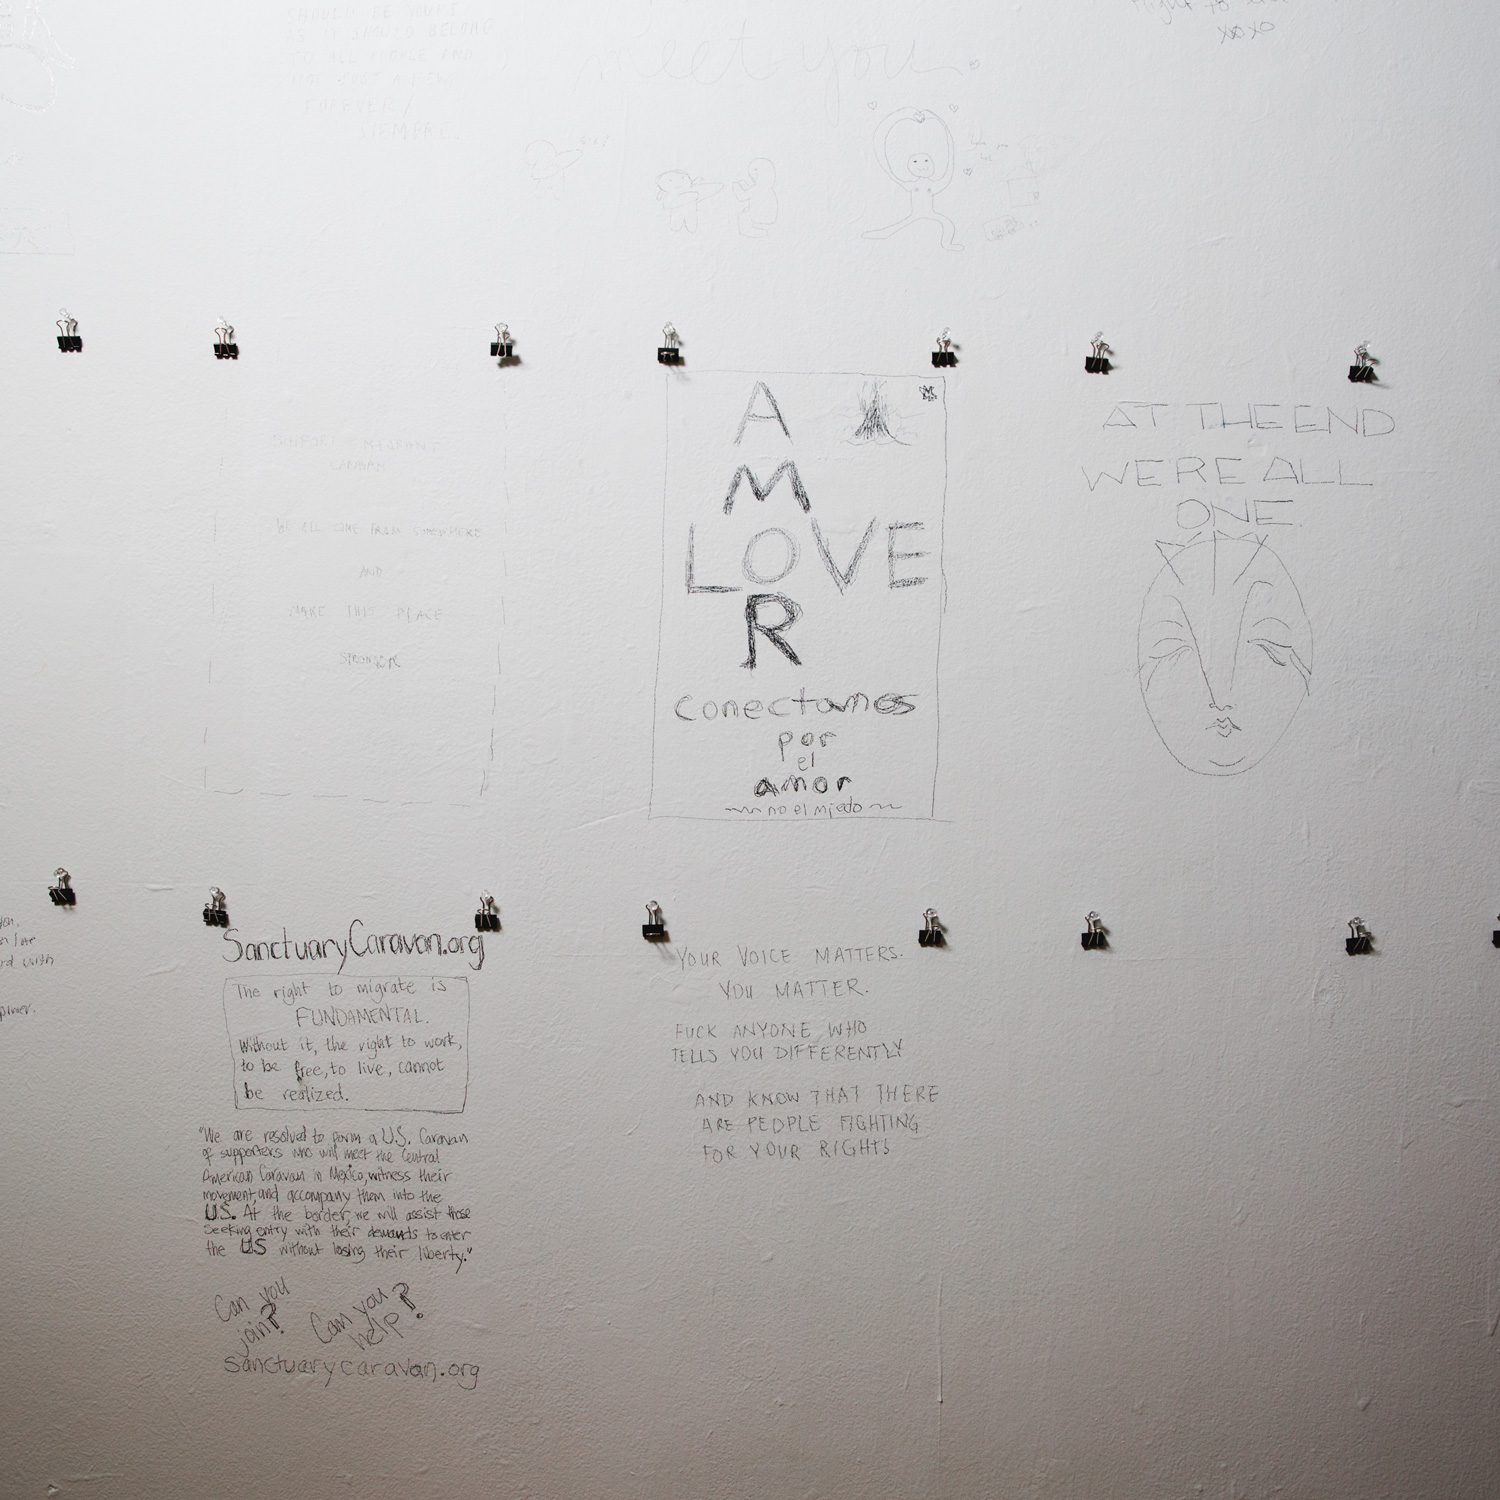 SHOULD BE YOURS
AS IT SHOULD BELONG
TO ALL PEOPLE AND
NOT JUST A FEW
FOREVER/
SIEMPRE.
meet you.
xoxo
SUPPORT MIGRANT
CARAVAN
WE ALL COME FROM SOMEWHERE
AND
MAKE THIS PLACE
STRONGER
A
M
LOVE
R
conectamos
por
el
amor
no el miedo
AT THE END
WERE ALL
ONE.
SanctuaryCaravan.org
The right to migrate is
FUNDAMENTAL.
Without it, the right to work,
to be free, to live, cannot
be realized.
"We are resolved to form a U.S. Caravan
of supporters who will meet the Central
American Caravan in Mexico, witness their
movement, and accompany them into the
U.S. At the border, we will assist those
seeking entry with their demands to enter
the US without losing their liberty."
Can you
join?
Can you
help?
sanctuarycaravan.org
YOUR VOICE MATTERS.
YOU MATTER.
FUCK ANYONE WHO
TELLS YOU DIFFERENTLY
AND KNOW THAT THERE
ARE PEOPLE FIGHTING
FOR YOUR RIGHTS